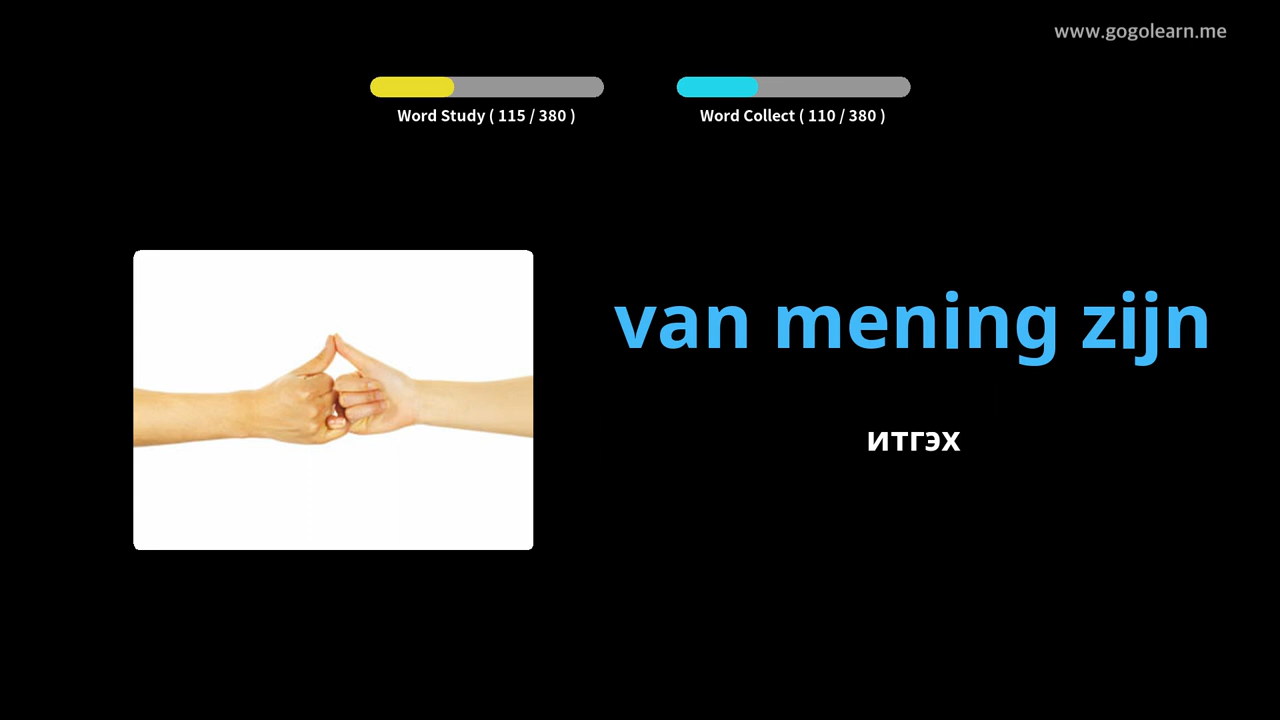 www.gogolearn.me
Word Study ( 115 / 380 )
Word Collect ( 110 / 380 )
van mening zijn
итгэх